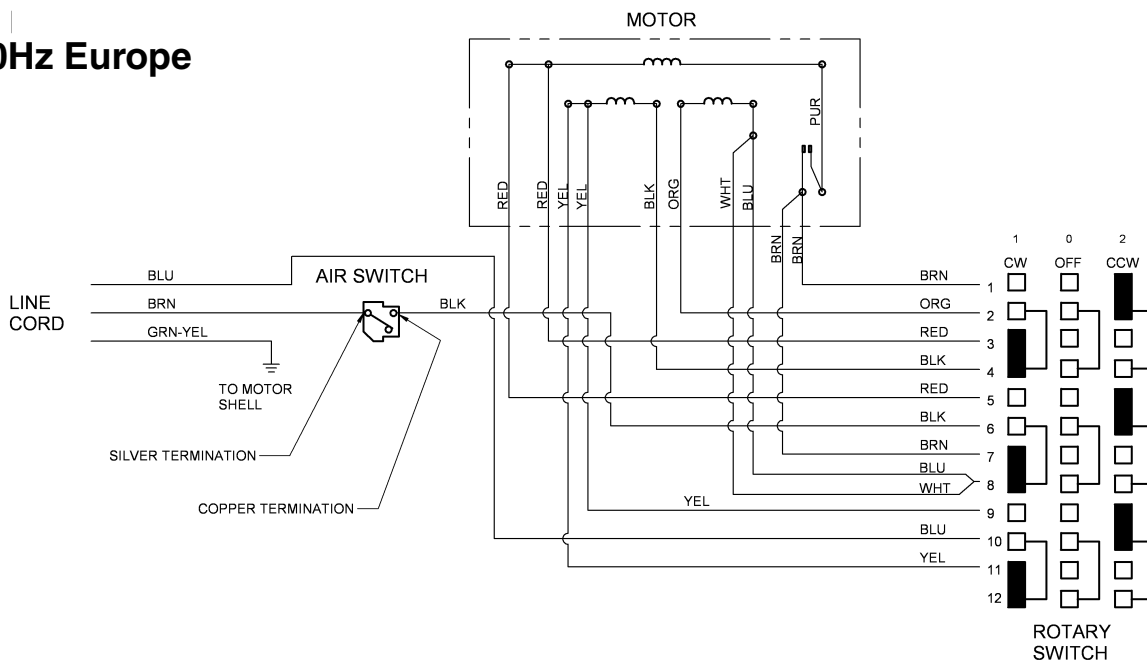 0Hz Europe
MOTOR
PUR
RED
RED
YEL
YEL
BLK
ORG
WHT
BLU
BRN
BRN
LINE
CORD
BLU
BRN
GRN-YEL
AIR SWITCH
BLK
TO MOTOR
SHELL
SILVER TERMINATION
COPPER TERMINATION
YEL
1 0 2
CW OFF CCW
BRN 1
ORG 2
RED 3
BLK 4
RED 5
BLK 6
BRN 7
BLU
8
WHT
9
BLU 10
YEL 11
12
ROTARY
SWITCH